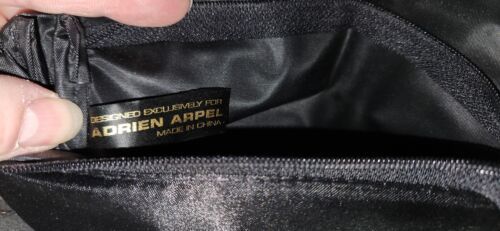 DESIGNED EXCLUSIVELY FOR
ADRIEN ARPEL
MADE IN CHINA